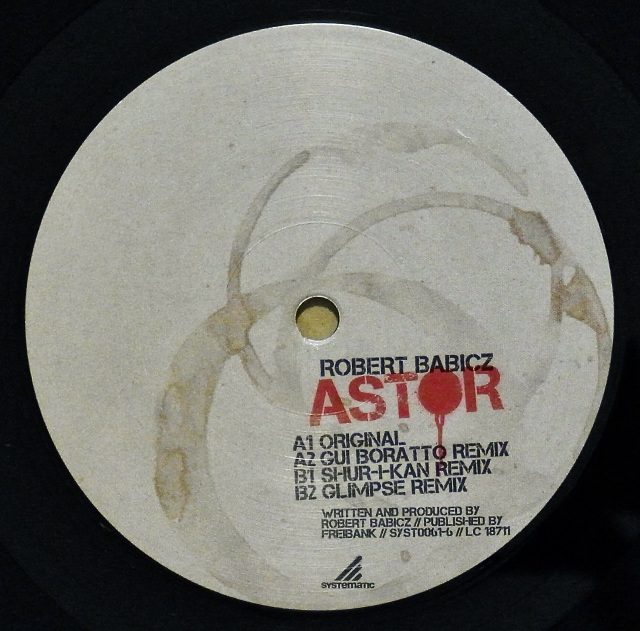 ROBERT BABICZ
ASTOR
A1 ORIGINAL
A2 GUI BORATTO REMIX
B1 SHUR-I-KAN REMIX
B2 GLIMPSE REMIX
WRITTEN AND PRODUCED BY
ROBERT BABICZ // PUBLISHED BY
FREIBANK // SYST0061-6 // LC 18711
SYSTEMATIC